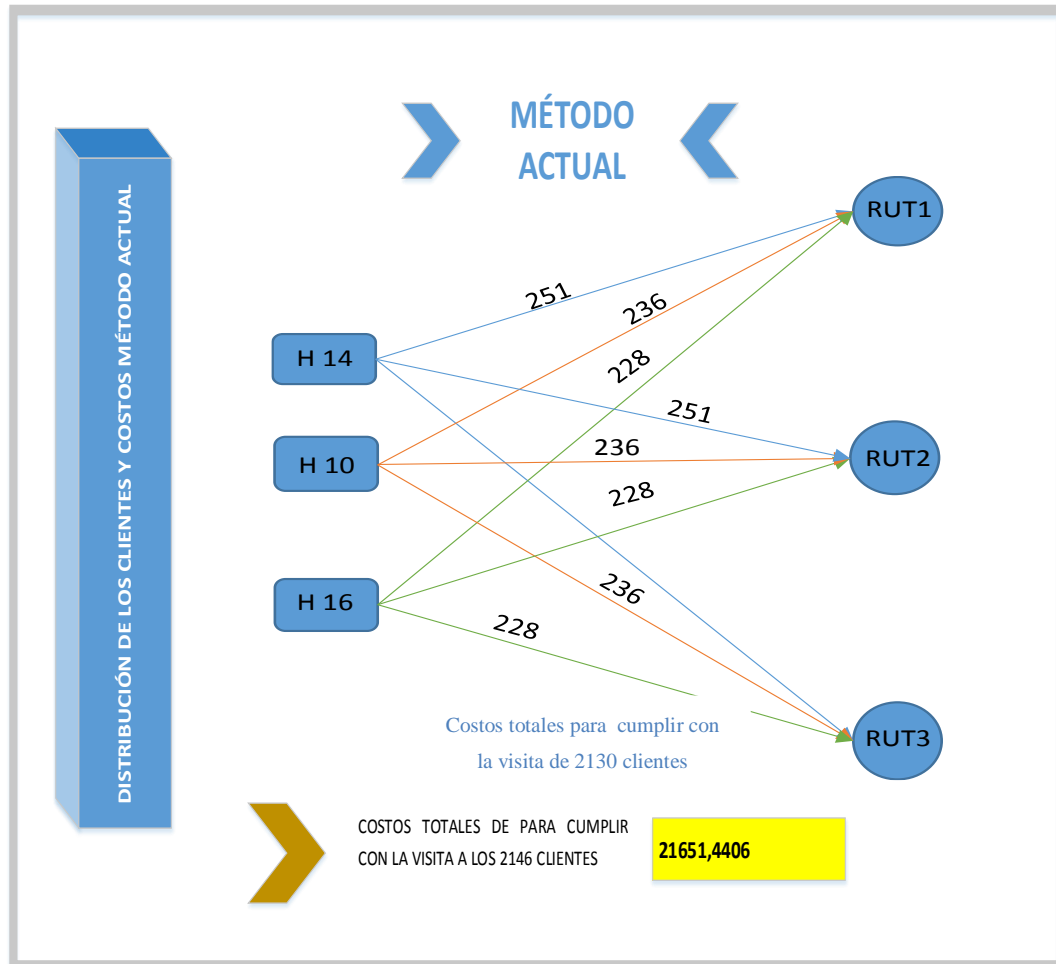 DISTRIBUCIÓN DE LOS CLIENTES Y COSTOS MÉTODO ACTUAL
MÉTODO
ACTUAL
RUT1
251
236
228
H 14
251
RUT2
236
H 10
228
236
H 16
228
RUT3
Costos totales para cumplir con
la visita de 2130 clientes
COSTOS TOTALES DE PARA CUMPLIR
CON LA VISITA A LOS 2146 CLIENTES
21651,4406